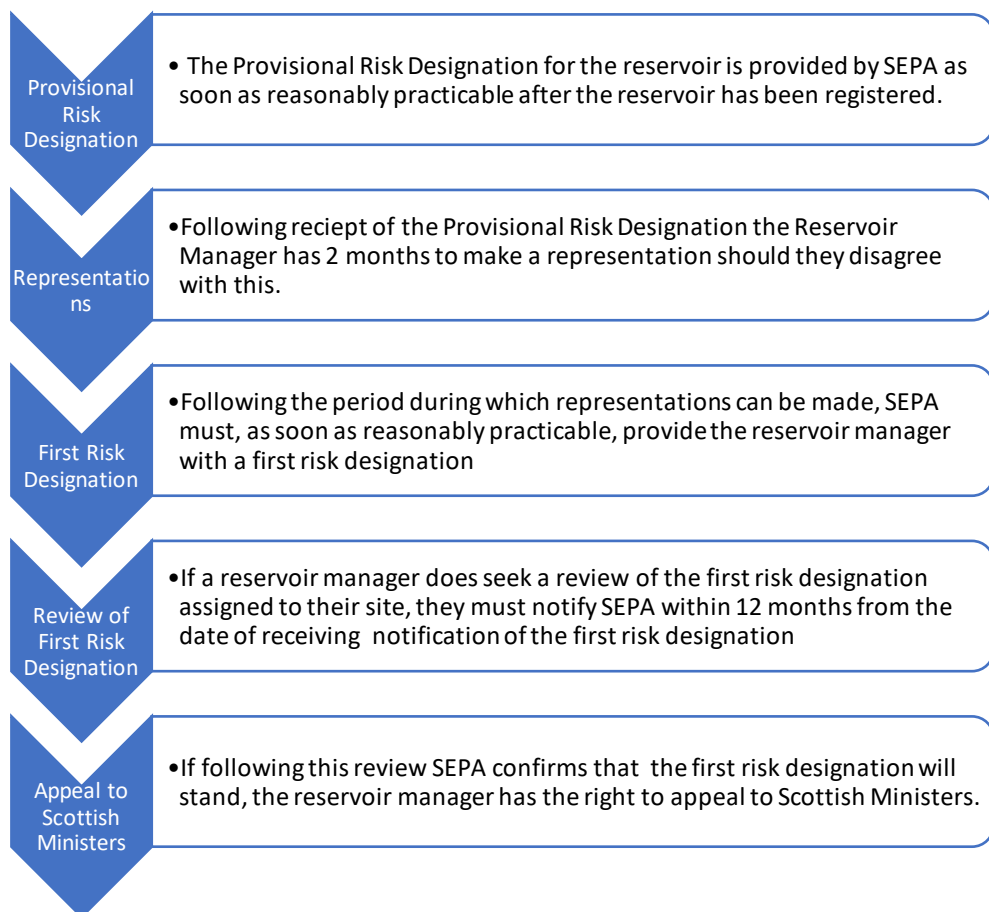 Provisional
Risk
Designation
• The Provisional Risk Designation for the reservoir is provided by SEPA as
soon as reasonably practicable after the reservoir has been registered.
Representatio
ns
•Following reciept of the Provisional Risk Designation the Reservoir
Manager has 2 months to make a representation should they disagree
with this.
First Risk
Designation
•Following the period during which representations can be made, SEPA
must, as soon as reasonably practicable, provide the reservoir manager
with a first risk designation
Review of
First Risk
Designation
•If a reservoir manager does seek a review of the first risk designation
assigned to their site, they must notify SEPA within 12 months from the
date of receiving notification of the first risk designation
Appeal to
Scottish
Ministers
•If following this review SEPA confirms that the first risk designation will
stand, the reservoir manager has the right to appeal to Scottish Ministers.